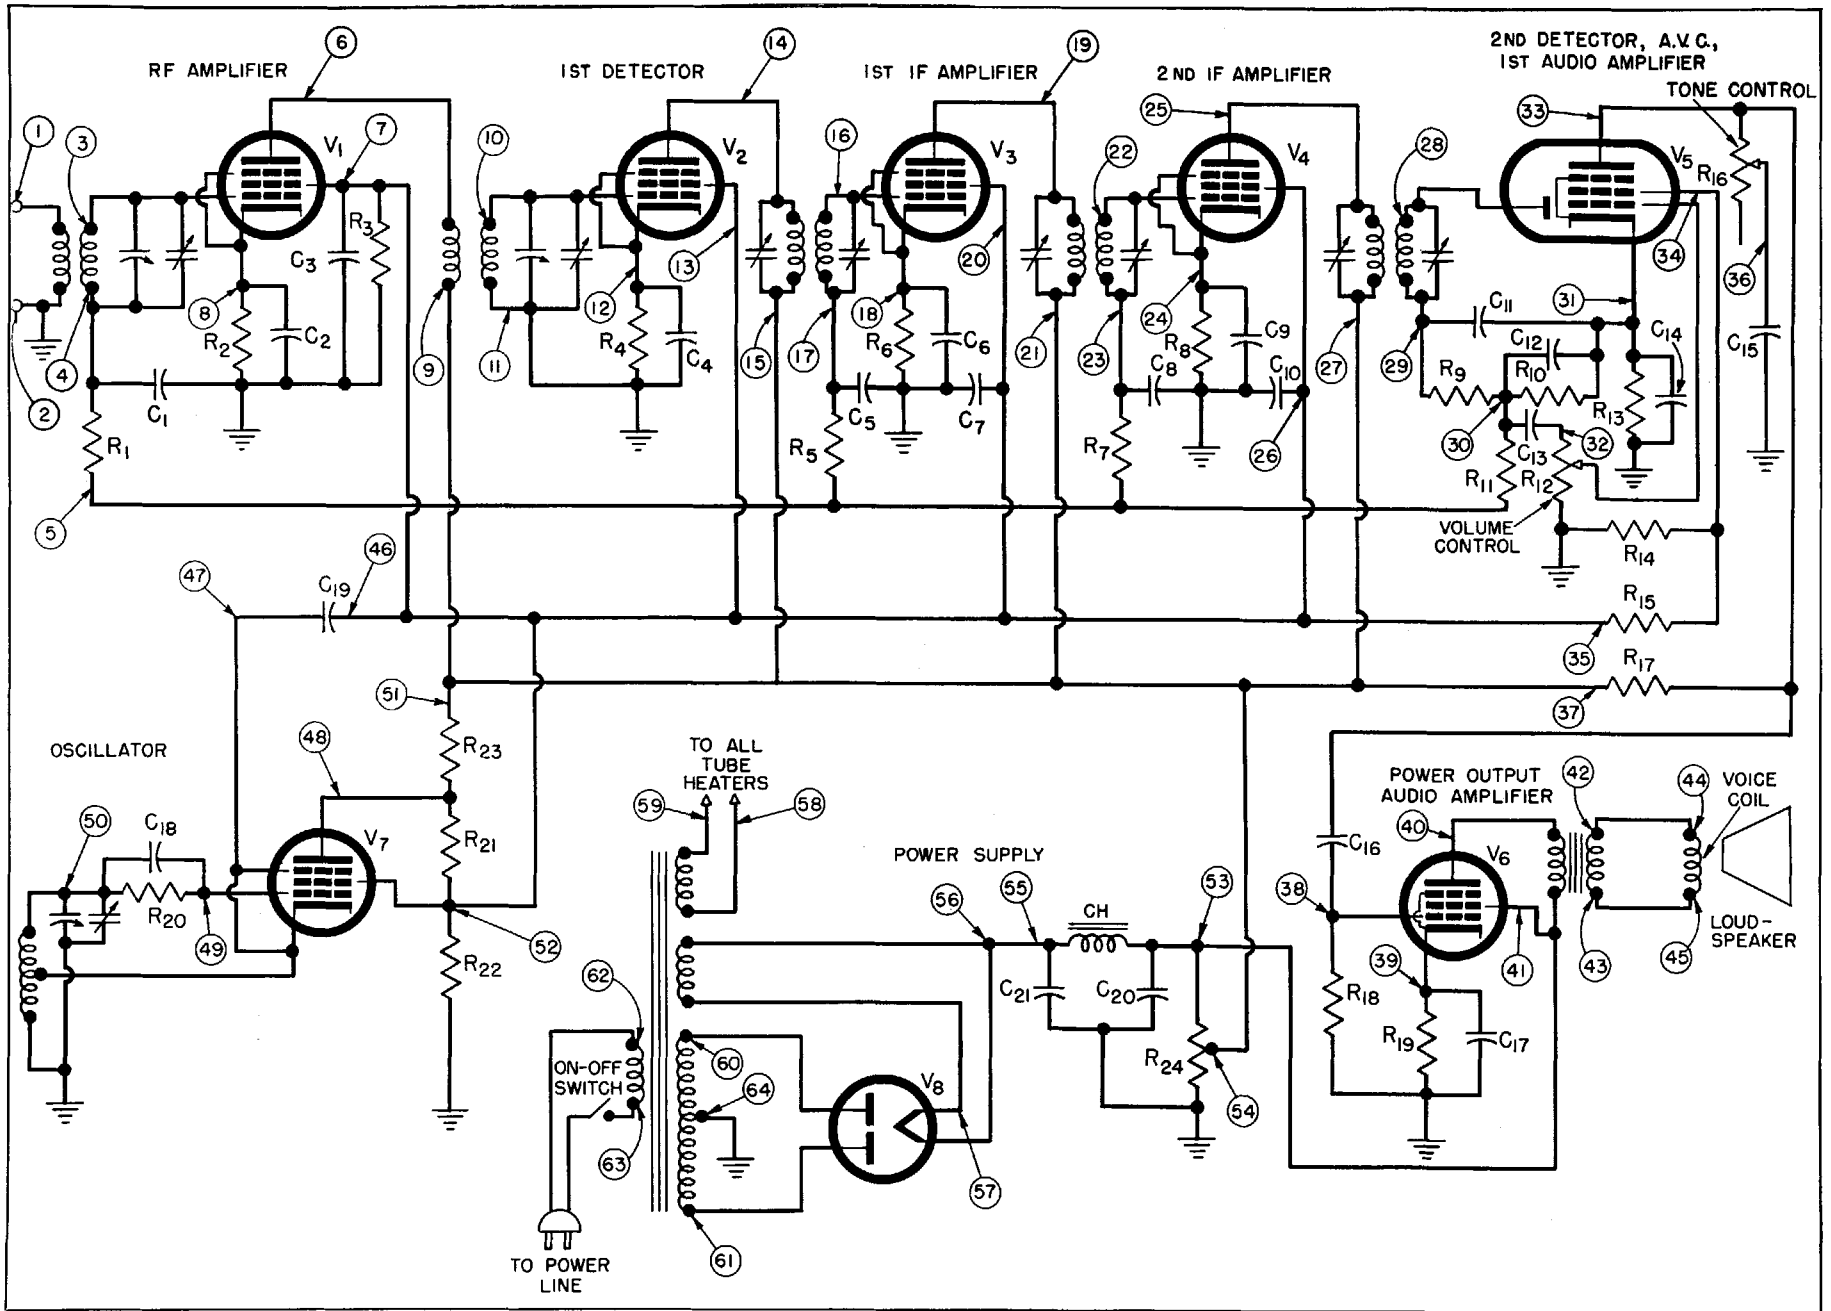 RF AMPLIFIER
1ST DETECTOR
1ST IF AMPLIFIER
2ND IF AMPLIFIER
2ND DETECTOR, A.V.C.,
1ST AUDIO AMPLIFIER
TONE CONTROL
6
14
19
25
33
1
3
7
10
16
22
28
V1
V2
V3
V4
V5
R16
R3
C3
34
8
R2
C2
9
12
13
R4
C4
11
15
17
18
R6
C6
20
21
23
24
R8
C9
27
29
31
C11
C12
C14
C15
36
4
2
C1
R1
C5
C7
R5
C8
C10
R7
26
R9
R10
30
C13
32
R13
R11
R12
5
VOLUME
CONTROL
R14
47
C19
46
R15
35
51
R17
37
OSCILLATOR
48
R23
TO ALL
TUBE
HEATERS
59
58
50
C18
V7
R21
R20
49
52
R22
POWER SUPPLY
56
55
CH
53
C21
C20
R24
54
POWER OUTPUT
AUDIO AMPLIFIER
42
44
VOICE
COIL
40
V6
C16
38
39
41
43
45
LOUD-
SPEAKER
R18
R19
C17
62
ON-OFF
SWITCH
60
64
V8
63
57
61
TO POWER
LINE